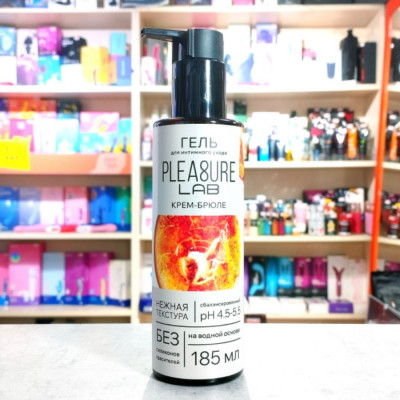 ГЕЛЬ
для интимного ухода
PLEA8URE
LAB
КРЕМ-БРЮЛЕ
НЕЖНАЯ
ТЕКСТУРА
сбалансированный
pH 4.5-5.5
БЕЗ
силиконов
красителей
на водной основе
185 мл